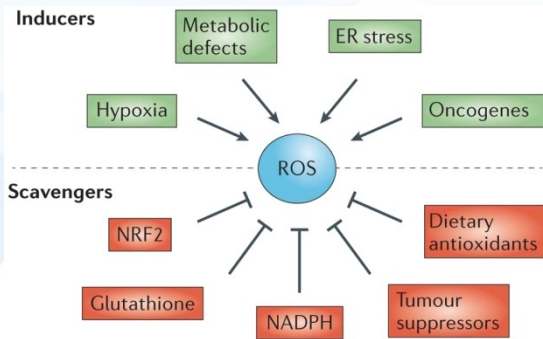 Inducers
Metabolic
defects
ER stress
Hypoxia
Oncogenes
ROS
Scavengers
NRF2
Dietary
antioxidants
Glutathione
NADPH
Tumour
suppressors